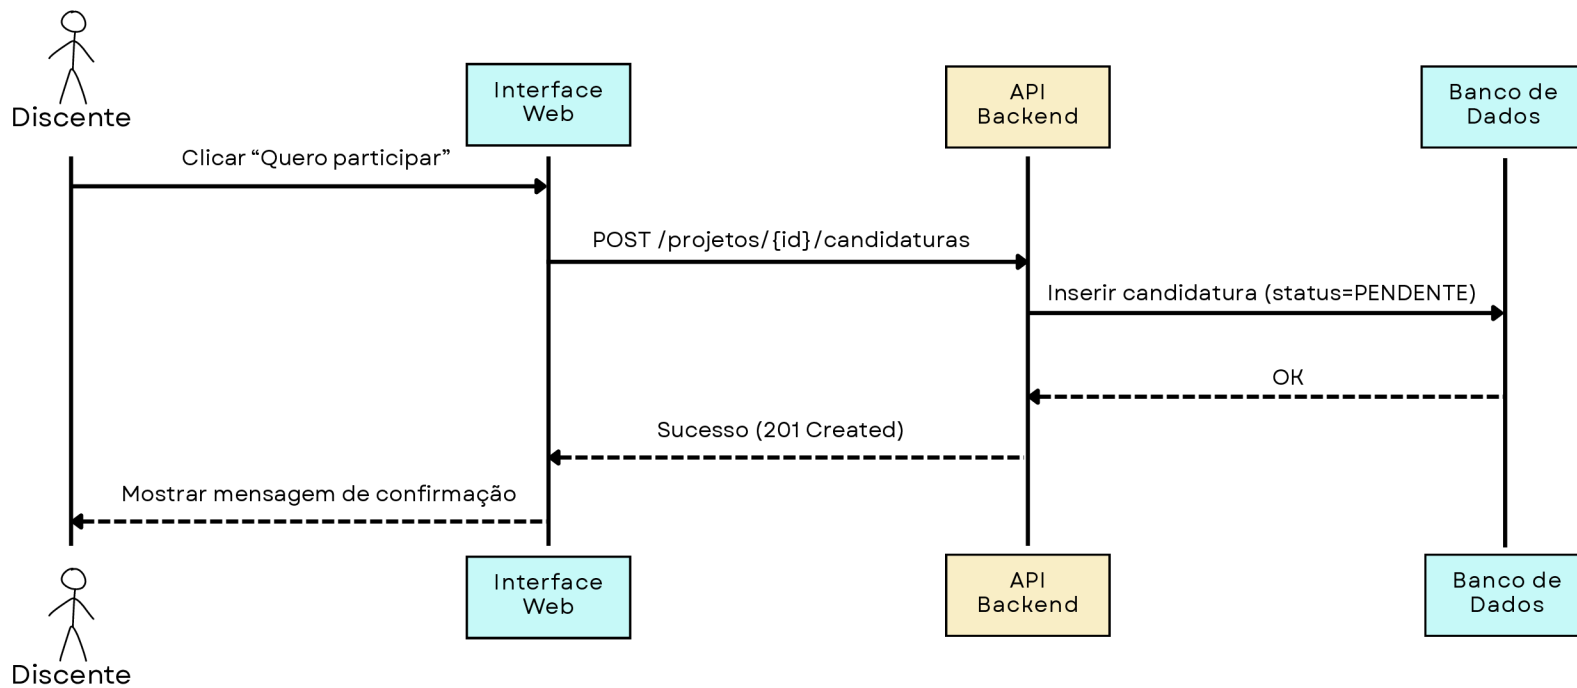 Discente
Interface
Web
API
Backend
Banco de
Dados
Clicar “Quero participar”
POST /projetos/{id}/candidaturas
Inserir candidatura (status=PENDENTE)
OK
Sucesso (201 Created)
Mostrar mensagem de confirmação
Discente
Interface
Web
API
Backend
Banco de
Dados